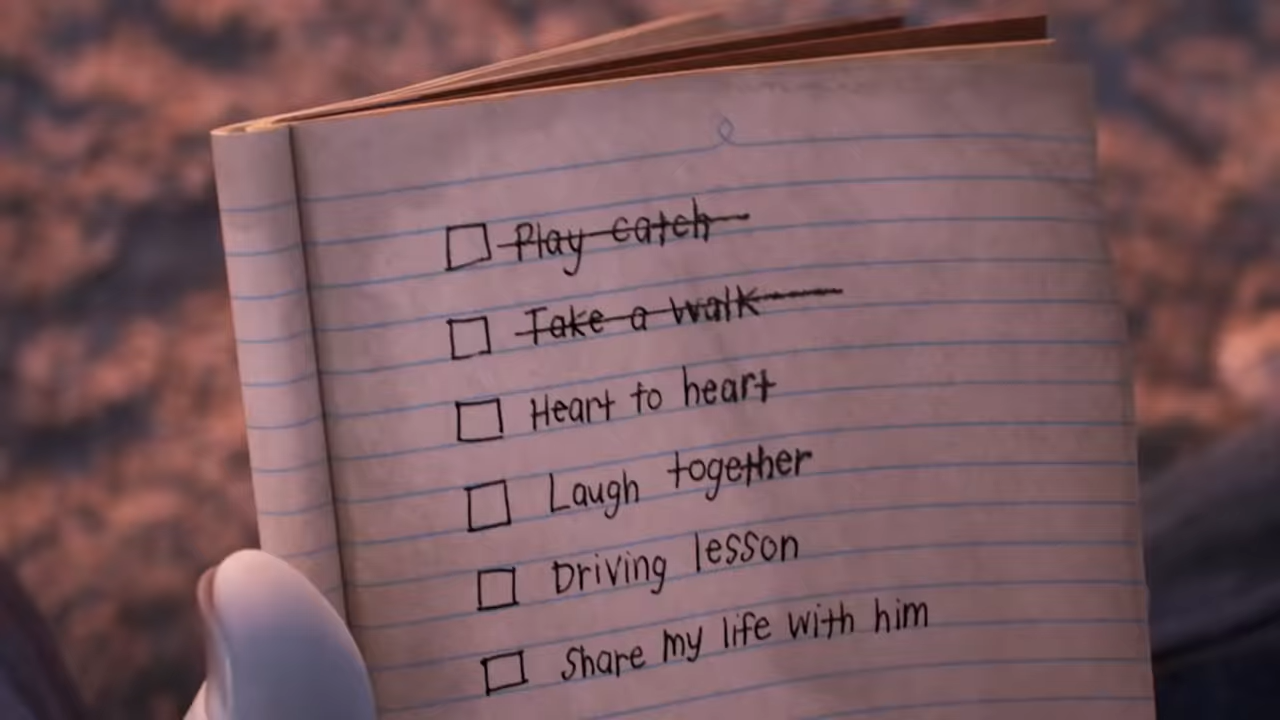 Play catch
Take a walk
Heart to heart
Laugh together
Driving lesson
Share my life with him